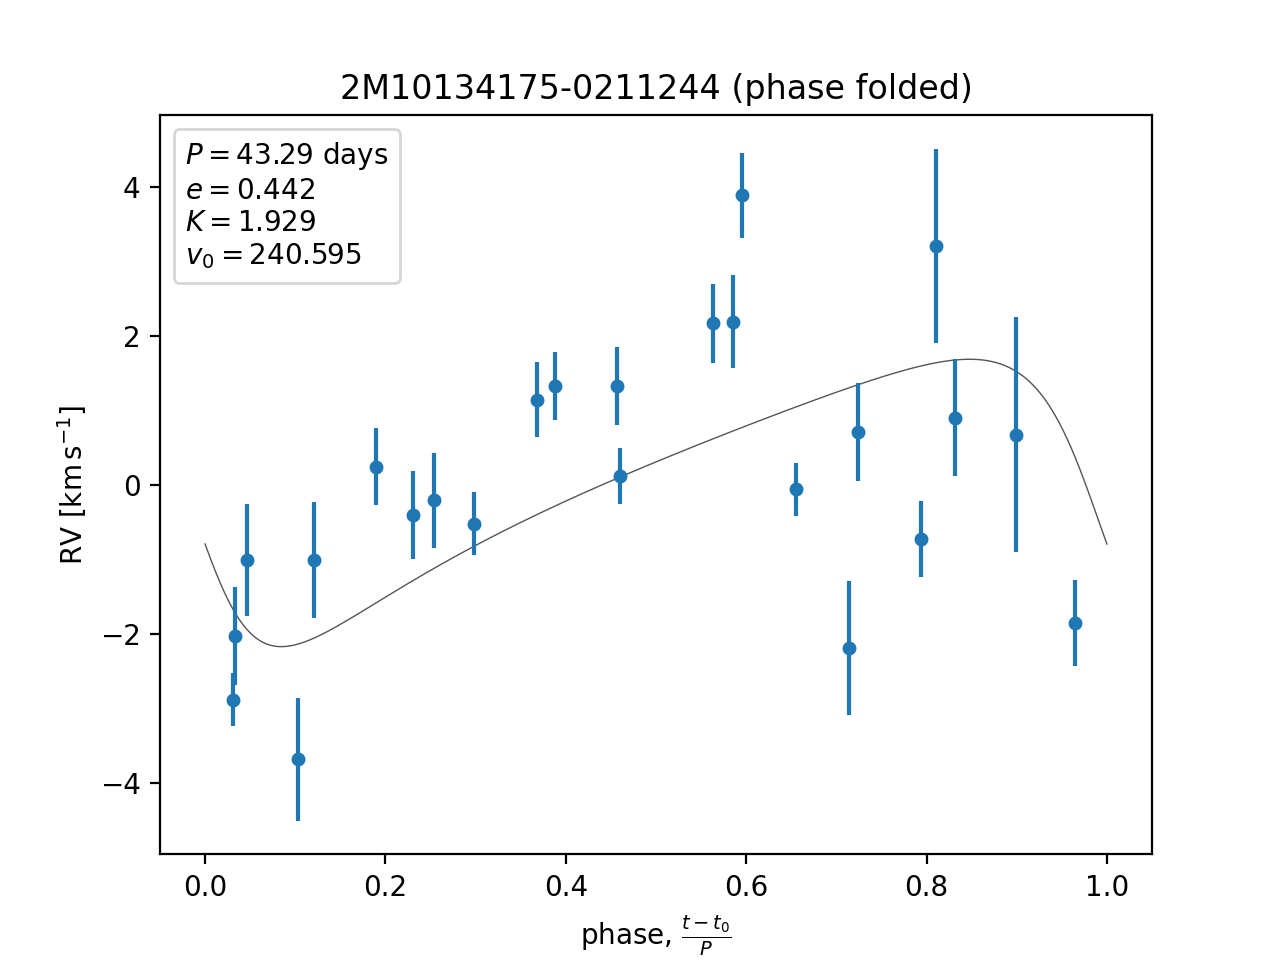 2M10134175-0211244 (phase folded)
P = 43.29 days
e = 0.442
K = 1.929
v₀ = 240.595
4
2
0
−2
−4
RV [km s⁻¹]
0.0 0.2 0.4 0.6 0.8 1.0
phase, (t − t₀)/P